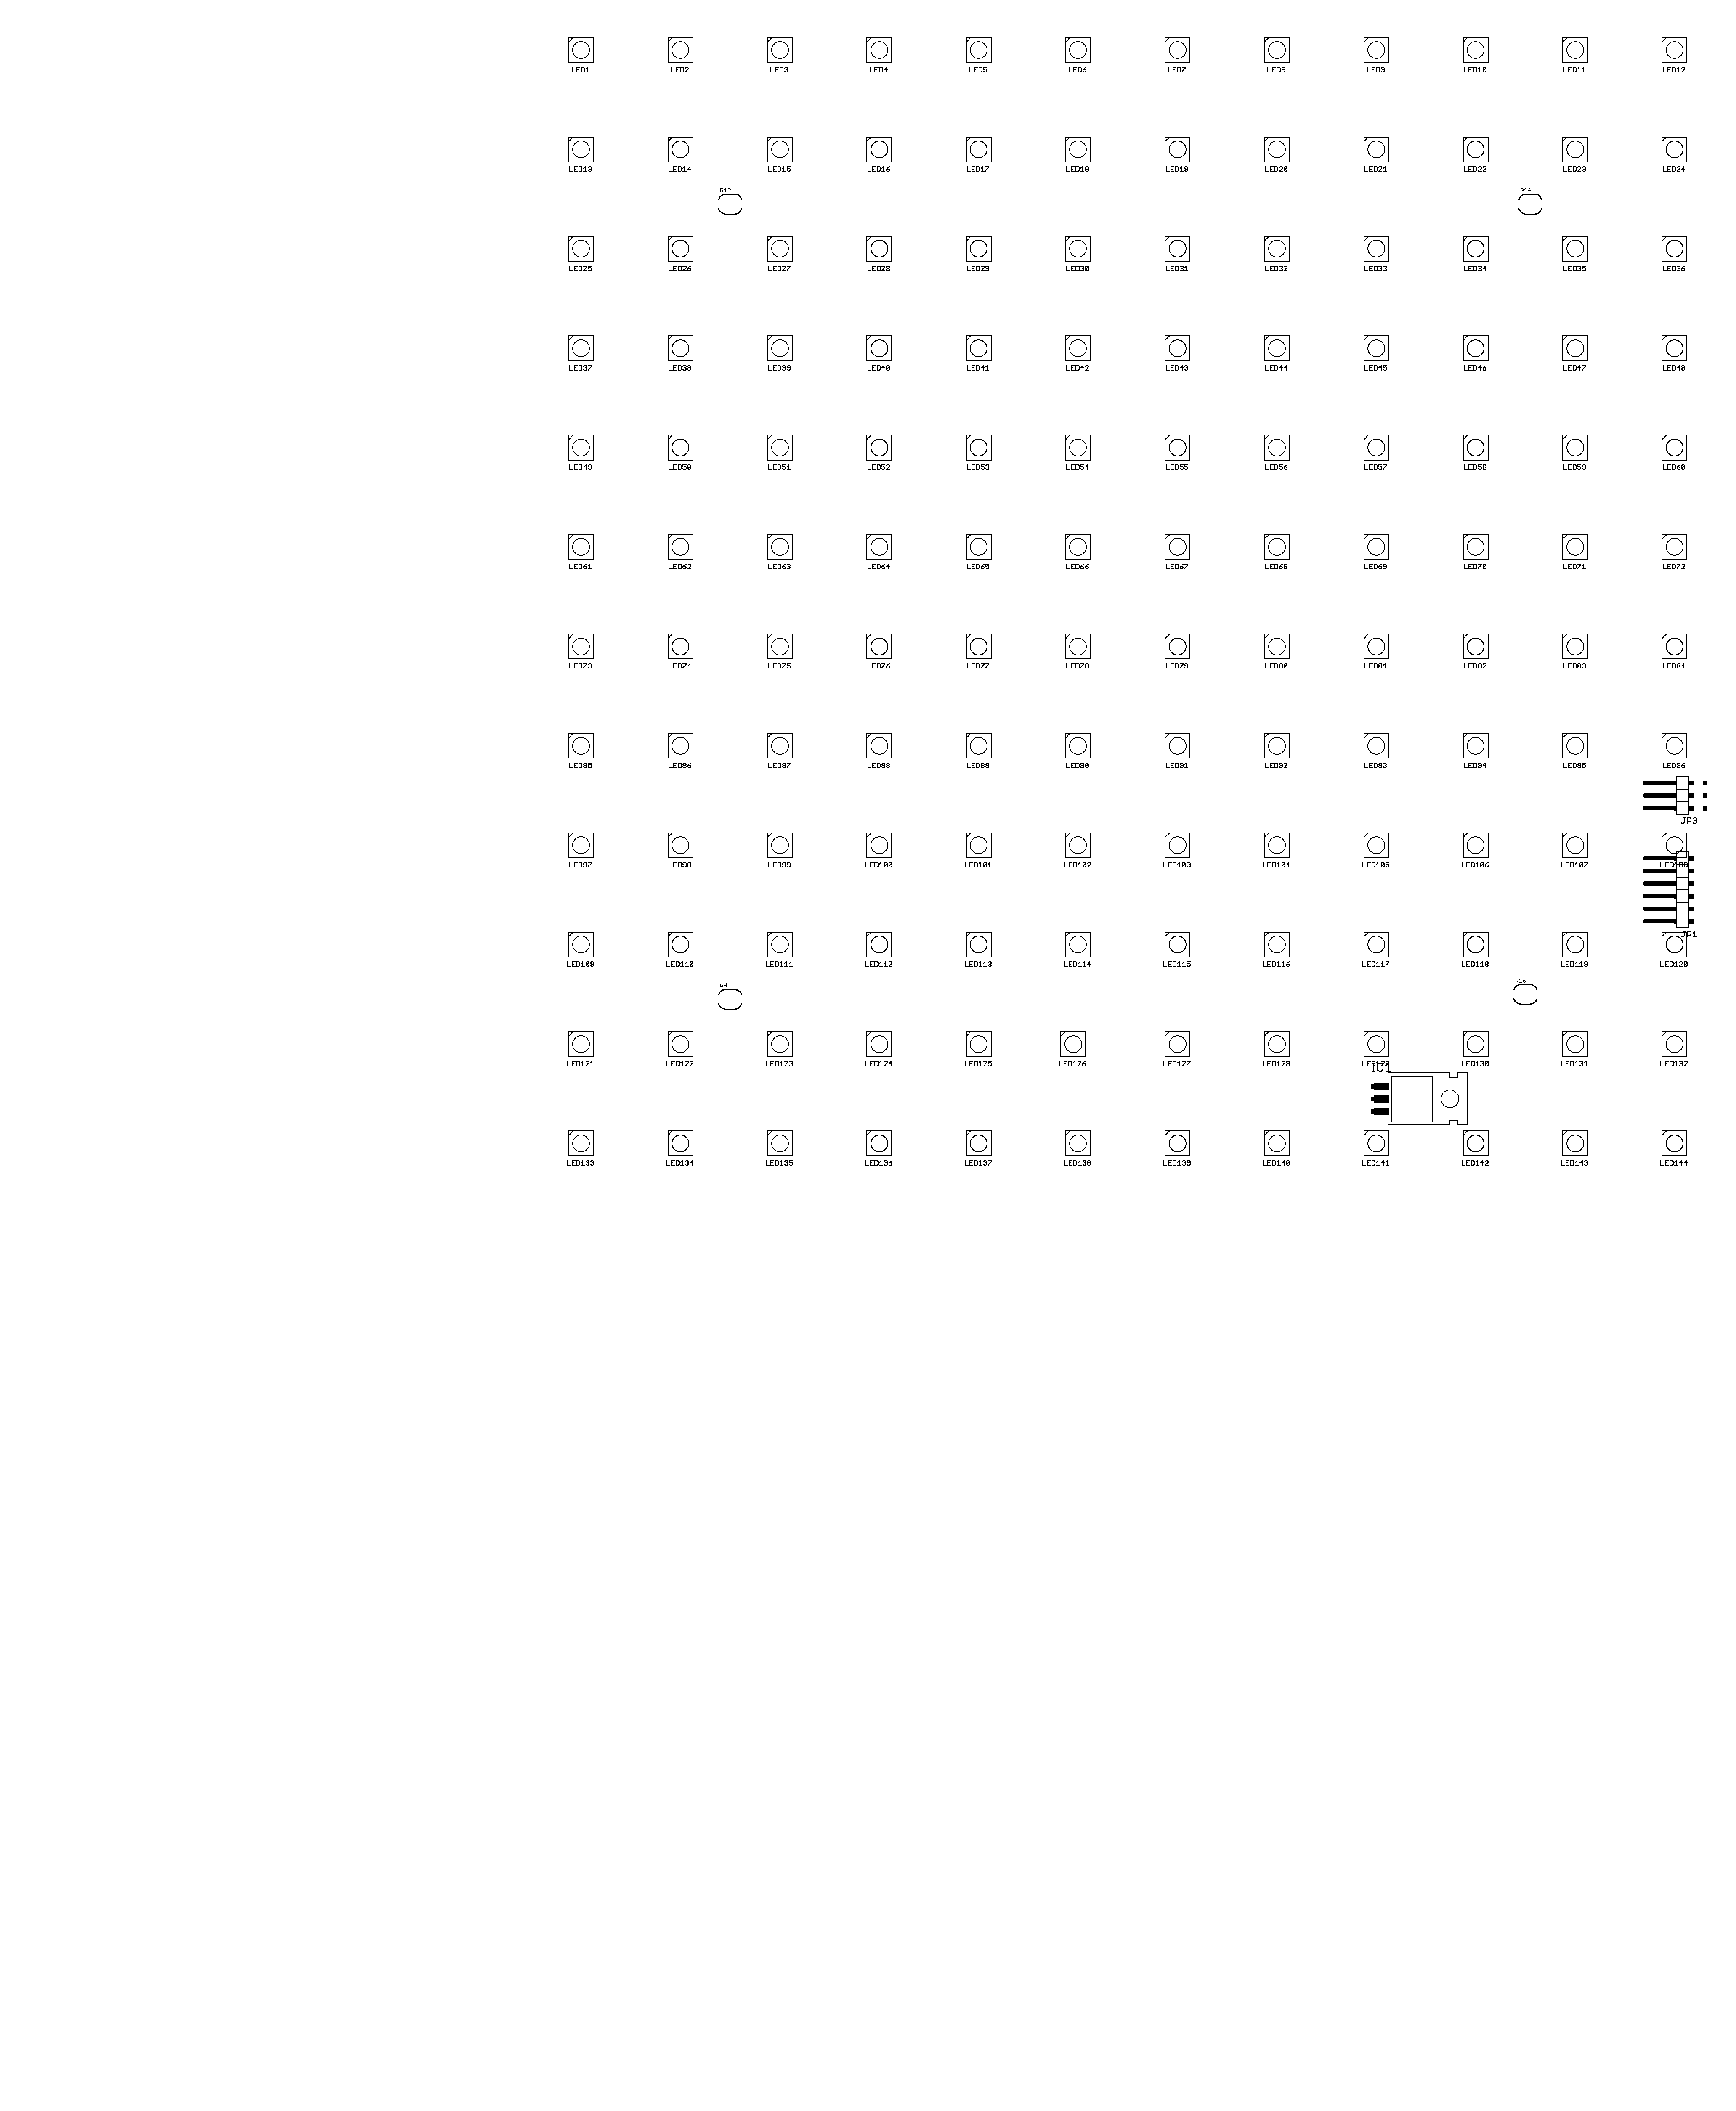 LED1 LED2 LED3 LED4 LED5 LED6 LED7 LED8 LED9 LED10 LED11 LED12
LED13 LED14 LED15 LED16 LED17 LED18 LED19 LED20 LED21 LED22 LED23 LED24
R12 R14
LED25 LED26 LED27 LED28 LED29 LED30 LED31 LED32 LED33 LED34 LED35 LED36
LED37 LED38 LED39 LED40 LED41 LED42 LED43 LED44 LED45 LED46 LED47 LED48
LED49 LED50 LED51 LED52 LED53 LED54 LED55 LED56 LED57 LED58 LED59 LED60
LED61 LED62 LED63 LED64 LED65 LED66 LED67 LED68 LED69 LED70 LED71 LED72
LED73 LED74 LED75 LED76 LED77 LED78 LED79 LED80 LED81 LED82 LED83 LED84
LED85 LED86 LED87 LED88 LED89 LED90 LED91 LED92 LED93 LED94 LED95 LED96
JP3
LED97 LED98 LED99 LED100 LED101 LED102 LED103 LED104 LED105 LED106 LED107 LED108
JP1
LED109 LED110 LED111 LED112 LED113 LED114 LED115 LED116 LED117 LED118 LED119 LED120
R4 R16
LED121 LED122 LED123 LED124 LED125 LED126 LED127 LED128 LED129 LED130 LED131 LED132
IC1
LED133 LED134 LED135 LED136 LED137 LED138 LED139 LED140 LED141 LED142 LED143 LED144